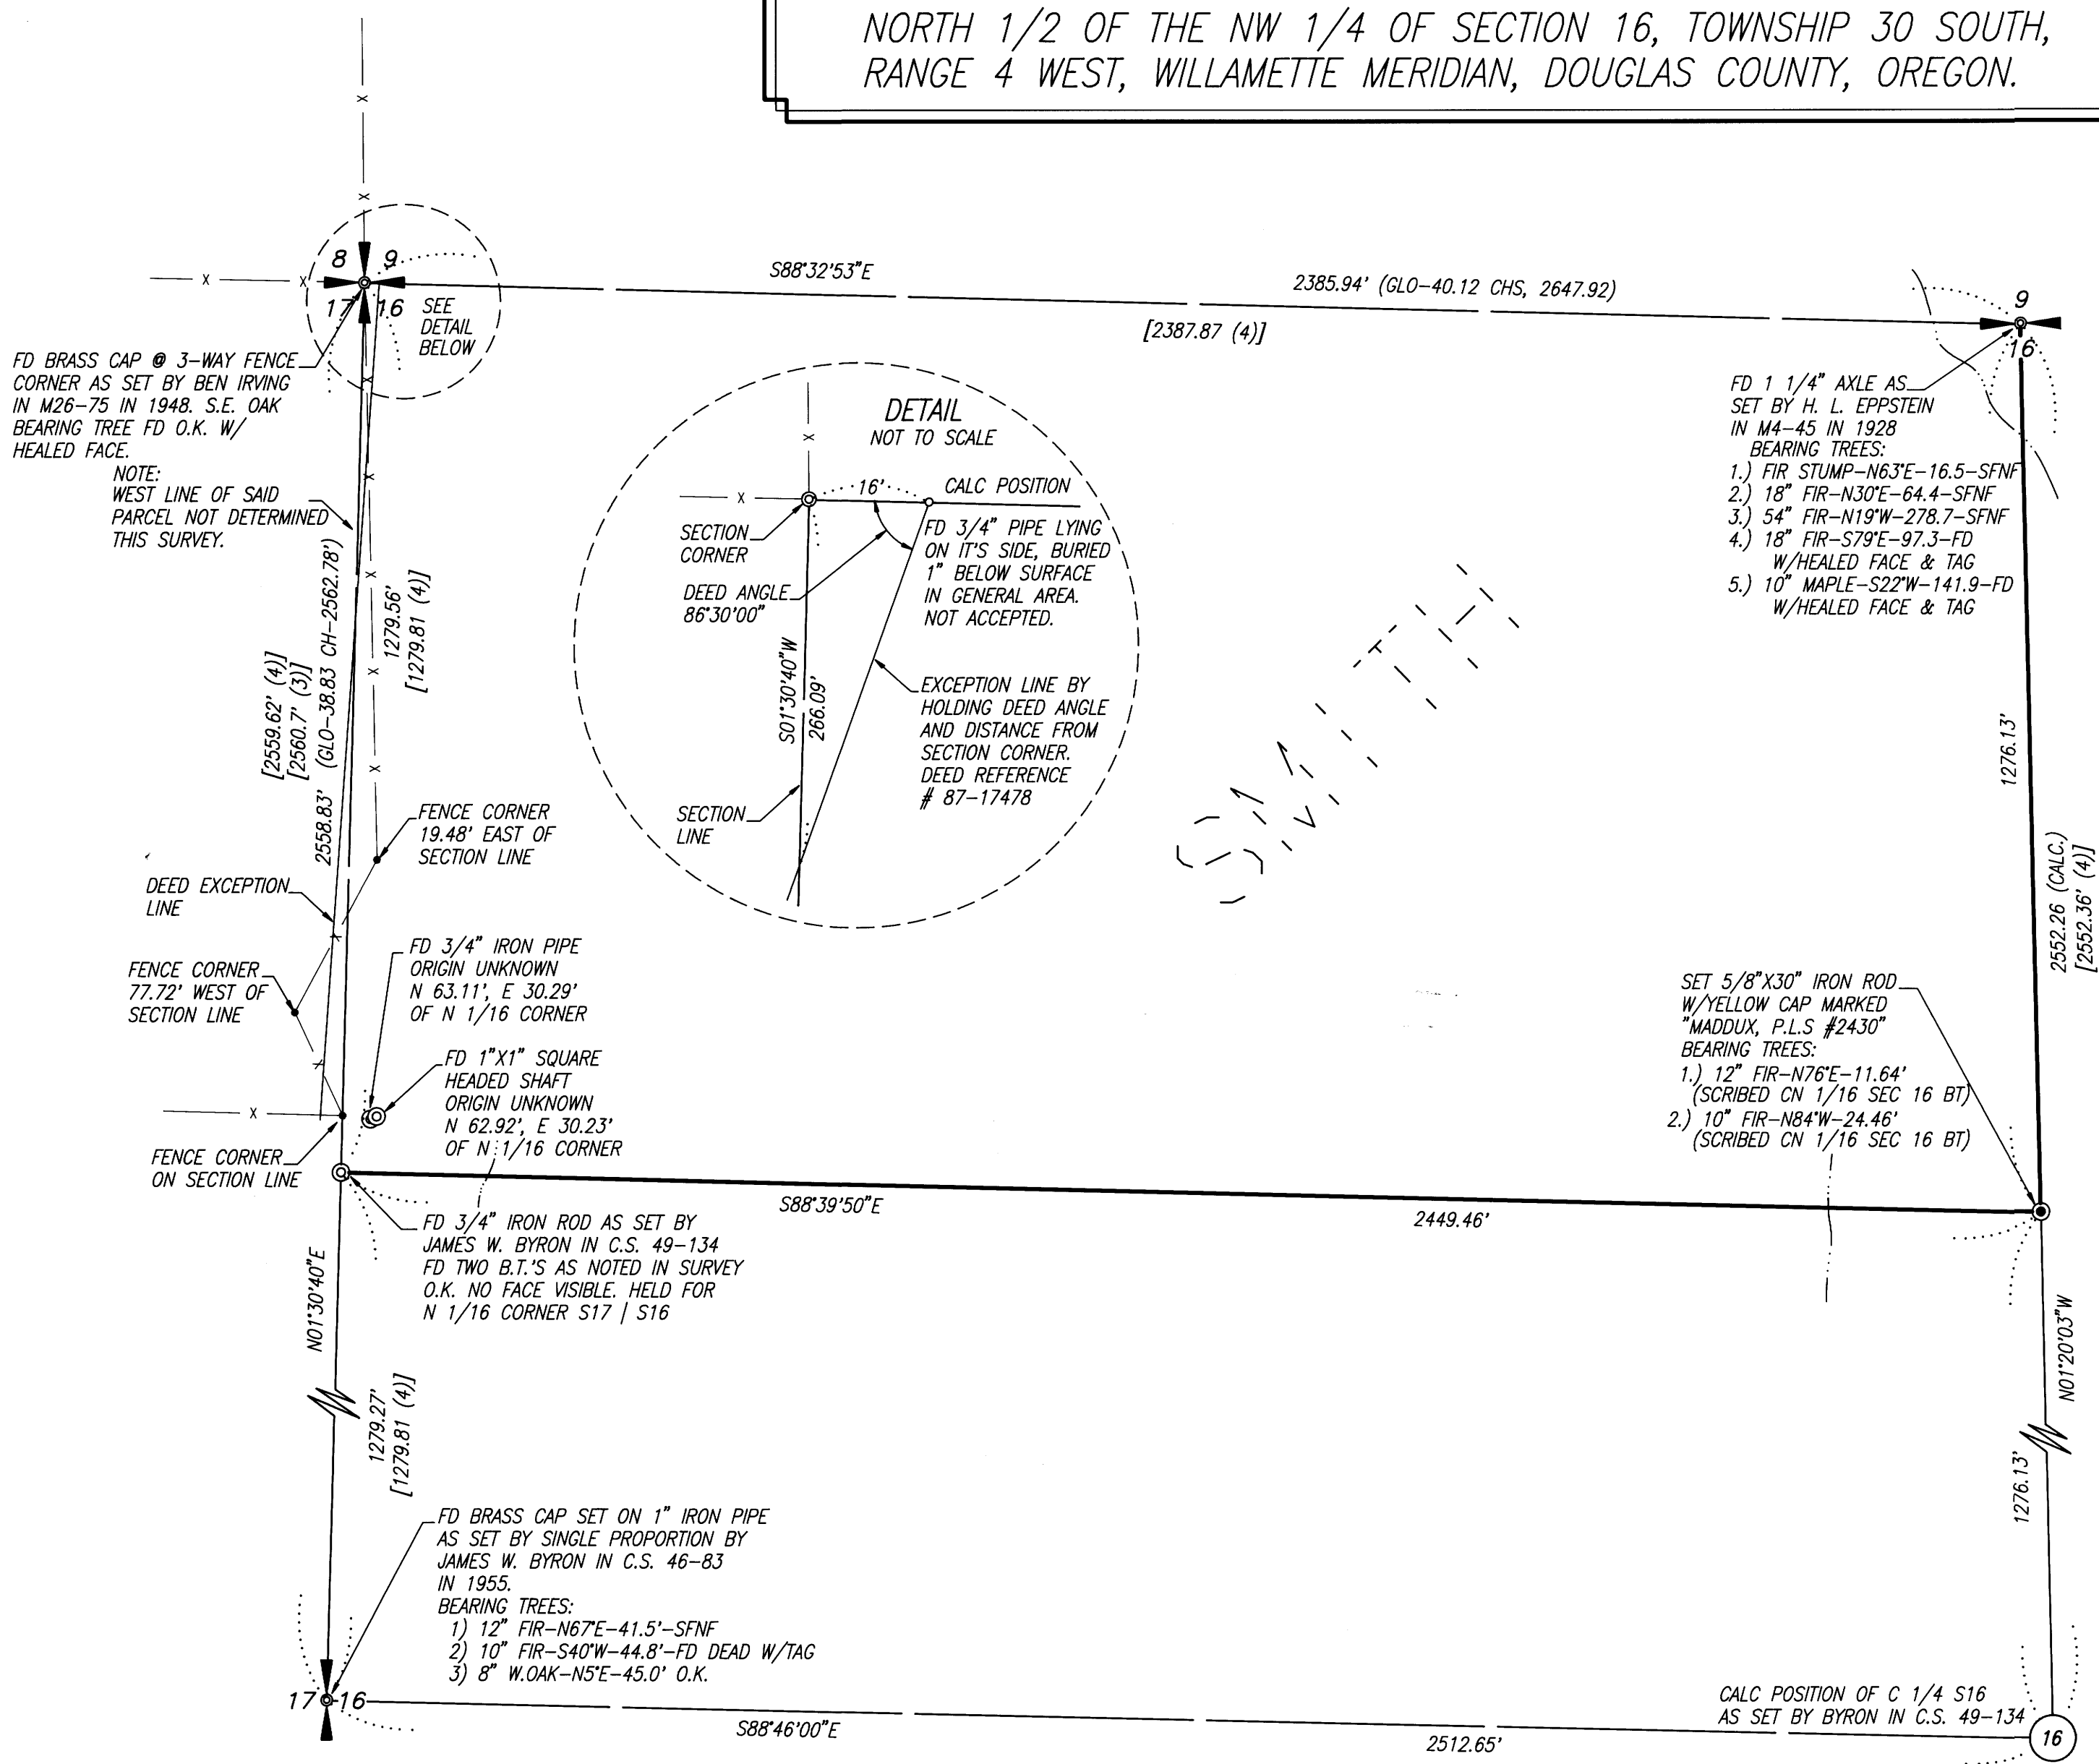 NORTH 1/2 OF THE NW 1/4 OF SECTION 16, TOWNSHIP 30 SOUTH,
RANGE 4 WEST, WILLAMETTE MERIDIAN, DOUGLAS COUNTY, OREGON.
8 9
17 16
SEE
DETAIL
BELOW
S88°32'53"E
2385.94' (GLO-40.12 CHS, 2647.92)
[2387.87 (4)]
9
16
FD BRASS CAP @ 3-WAY FENCE
CORNER AS SET BY BEN IRVING
IN M26-75 IN 1948. S.E. OAK
BEARING TREE FD O.K. W/
HEALED FACE.
NOTE:
WEST LINE OF SAID
PARCEL NOT DETERMINED
THIS SURVEY.
FD 1 1/4" AXLE AS
SET BY H. L. EPPSTEIN
IN M4-45 IN 1928
BEARING TREES:
1.) FIR STUMP-N63°E-16.5-SFNF
2.) 18" FIR-N30°E-64.4-SFNF
3.) 54" FIR-N19°W-278.7-SFNF
4.) 18" FIR-S79°E-97.3-FD
W/HEALED FACE & TAG
5.) 10" MAPLE-S22°W-141.9-FD
W/HEALED FACE & TAG
DETAIL
NOT TO SCALE
16'
CALC POSITION
SECTION
CORNER
DEED ANGLE
86°30'00"
FD 3/4" PIPE LYING
ON IT'S SIDE, BURIED
1" BELOW SURFACE
IN GENERAL AREA.
NOT ACCEPTED.
S01°30'40"W
266.09'
EXCEPTION LINE BY
HOLDING DEED ANGLE
AND DISTANCE FROM
SECTION CORNER.
DEED REFERENCE
# 87-17478
SECTION
LINE
SMITH
[2559.62' (4)]
[2560.7' (3)]
(GLO-38.83 CH-2562.78')
2558.83'
1279.56'
[1279.81 (4)]
1276.13'
2552.26 (CALC.)
[2552.36' (4)]
FENCE CORNER
19.48' EAST OF
SECTION LINE
DEED EXCEPTION
LINE
FENCE CORNER
77.72' WEST OF
SECTION LINE
FD 3/4" IRON PIPE
ORIGIN UNKNOWN
N 63.11', E 30.29'
OF N 1/16 CORNER
FD 1"X1" SQUARE
HEADED SHAFT
ORIGIN UNKNOWN
N 62.92', E 30.23'
OF N 1/16 CORNER
FENCE CORNER
ON SECTION LINE
SET 5/8"X30" IRON ROD
W/YELLOW CAP MARKED
"MADDUX, P.L.S #2430"
BEARING TREES:
1.) 12" FIR-N76°E-11.64'
(SCRIBED CN 1/16 SEC 16 BT)
2.) 10" FIR-N84°W-24.46'
(SCRIBED CN 1/16 SEC 16 BT)
S88°39'50"E
2449.46'
FD 3/4" IRON ROD AS SET BY
JAMES W. BYRON IN C.S. 49-134
FD TWO B.T.'S AS NOTED IN SURVEY
O.K. NO FACE VISIBLE. HELD FOR
N 1/16 CORNER S17 | S16
N01°30'40"E
1279.27'
[1279.81 (4)]
N01°20'03"W
1276.13'
FD BRASS CAP SET ON 1" IRON PIPE
AS SET BY SINGLE PROPORTION BY
JAMES W. BYRON IN C.S. 46-83
IN 1955.
BEARING TREES:
1) 12" FIR-N67°E-41.5'-SFNF
2) 10" FIR-S40°W-44.8'-FD DEAD W/TAG
3) 8" W.OAK-N5°E-45.0' O.K.
17 16
S88°46'00"E
2512.65'
CALC POSITION OF C 1/4 S16
AS SET BY BYRON IN C.S. 49-134
16